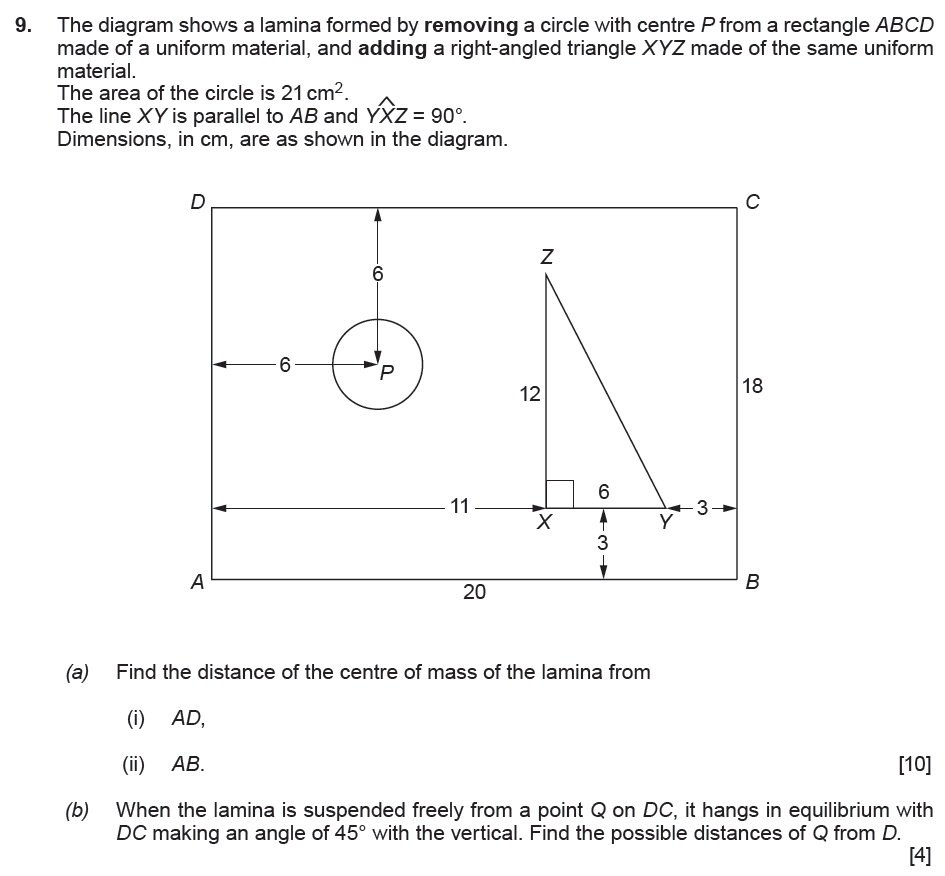 9. The diagram shows a lamina formed by removing a circle with centre P from a rectangle ABCD
made of a uniform material, and adding a right-angled triangle XYZ made of the same uniform
material.
The area of the circle is 21 cm².
The line XY is parallel to AB and YX̂Z = 90°.
Dimensions, in cm, are as shown in the diagram.
D C
Z
6
6 P
18
12
6
11 3
X Y
3
A B
20
(a) Find the distance of the centre of mass of the lamina from
(i) AD,
(ii) AB. [10]
(b) When the lamina is suspended freely from a point Q on DC, it hangs in equilibrium with
DC making an angle of 45° with the vertical. Find the possible distances of Q from D.
[4]